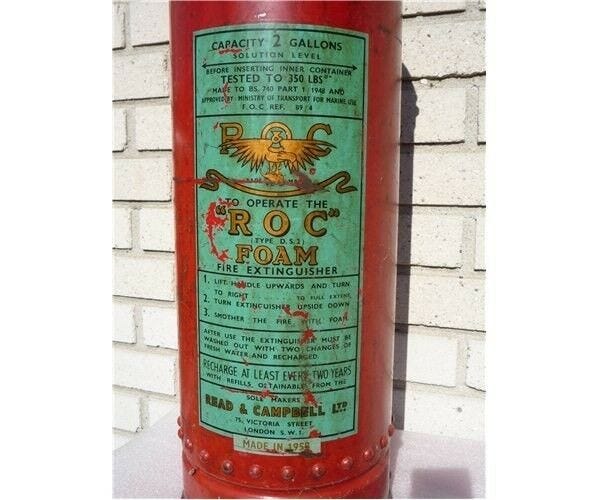 CAPACITY 2 GALLONS
SOLUTION LEVEL
BEFORE INSERTING INNER CONTAINER
TESTED TO 350 LBS
MADE TO BS. 740 PART 1 1948 AND
APPROVED BY MINISTRY OF TRANSPORT FOR MARINE USE
F.O.C. REF. 89/4
ROC
TO OPERATE THE
"ROC"
(TYPE D.S.2)
FOAM
FIRE EXTINGUISHER
1. LIFT HANDLE UPWARDS AND TURN
TO RIGHT TO FULL EXTENT
2. TURN EXTINGUISHER UPSIDE DOWN
3. SMOTHER THE FIRE WITH FOAM
AFTER USE THE EXTINGUISHER MUST BE
WASHED OUT WITH TWO CHANGES OF
FRESH WATER AND RECHARGED
RECHARGE AT LEAST EVERY TWO YEARS
WITH REFILLS, OBTAINABLE FROM THE
SOLE MAKERS
READ & CAMPBELL LTD
75, VICTORIA STREET
LONDON S.W.1.
MADE IN 1958